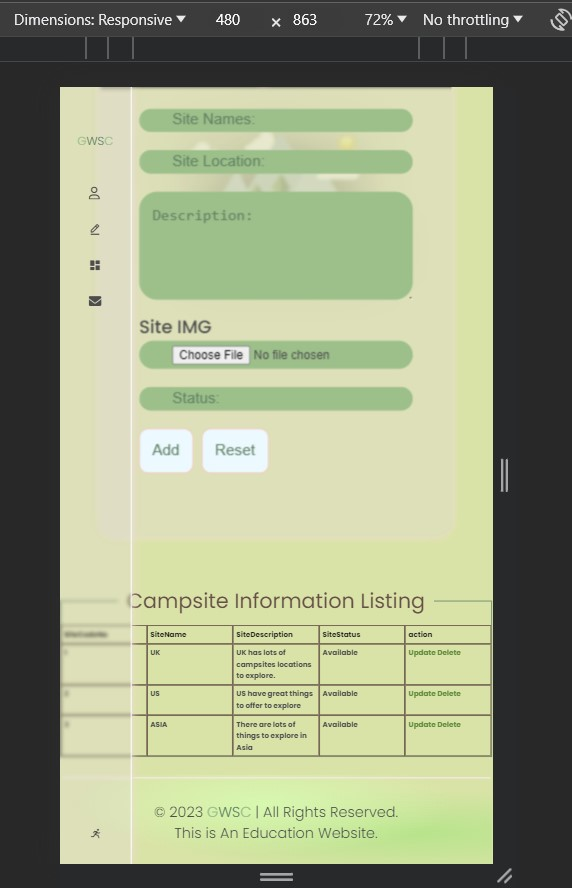 Dimensions: Responsive 480 × 863 72% No throttling
GWSC
Site Names:
Site Location:
Description:
Site IMG
Choose File No file chosen
Status:
Add Reset
Campsite Information Listing
SiteName SiteDescription SiteStatus action
UK UK has lots of campsites locations to explore. Available Update Delete
US US have great things to offer to explore Available Update Delete
ASIA There are lots of things to explore in Asia Available Update Delete
© 2023 GWSC | All Rights Reserved.
This is An Education Website.